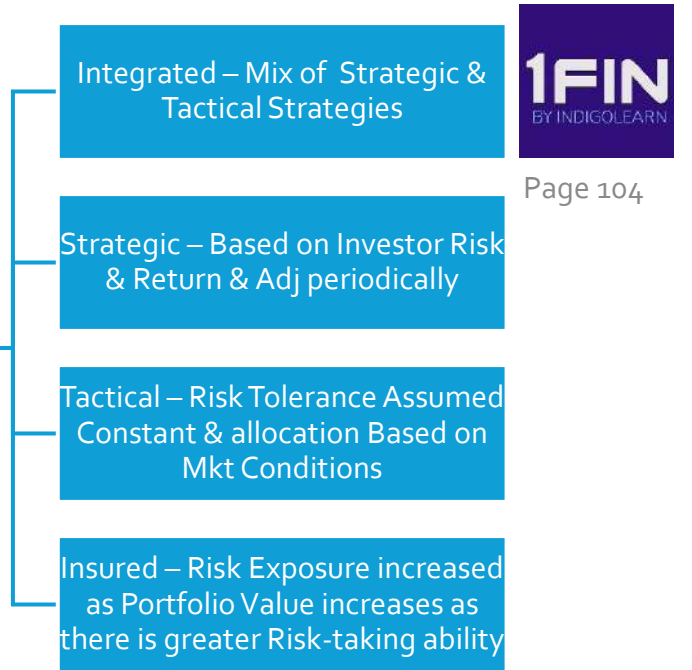 Integrated – Mix of Strategic &
Tactical Strategies
1FIN
BY INDIGOLEARN
Page 104
Strategic – Based on Investor Risk
& Return & Adj periodically
Tactical – Risk Tolerance Assumed
Constant & allocation Based on
Mkt Conditions
Insured – Risk Exposure increased
as Portfolio Value increases as
there is greater Risk-taking ability